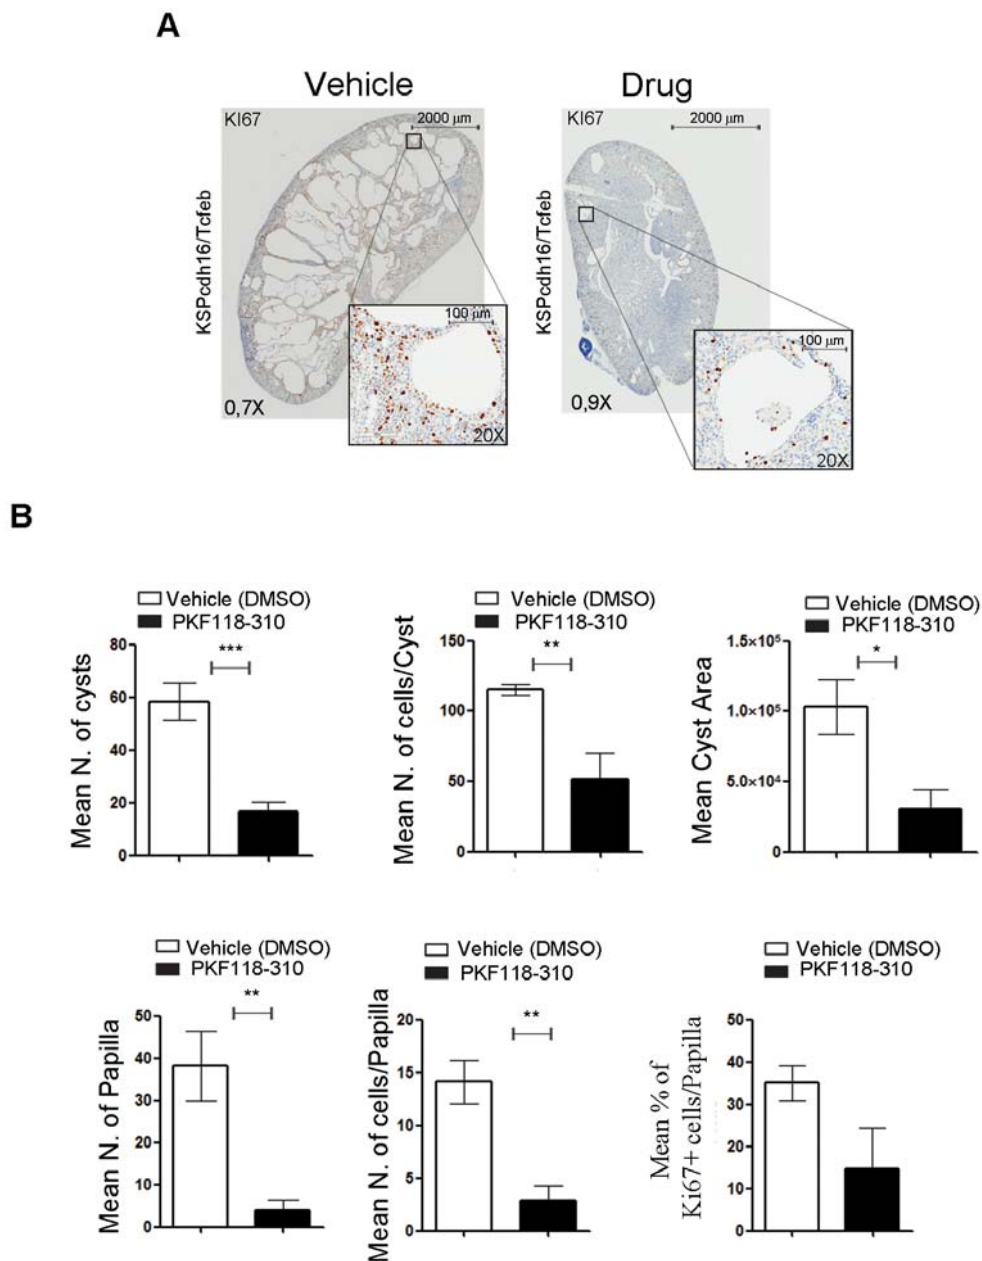 A
Vehicle
Drug
KI67
2000 µm
KI67
2000 µm
KSPcdh16/Tcfeb
KSPcdh16/Tcfeb
100 µm
100 µm
0,7X
20X
0,9X
20X
B
Vehicle (DMSO)
PKF118-310
***
Mean N. of cysts
80
60
40
20
0
Vehicle (DMSO)
PKF118-310
**
Mean N. of cells/Cyst
150
100
50
0
Vehicle (DMSO)
PKF118-310
*
Mean Cyst Area
1.5×10⁵
1.0×10⁵
5.0×10⁴
0
Vehicle (DMSO)
PKF118-310
**
Mean N. of Papilla
50
40
30
20
10
0
Vehicle (DMSO)
PKF118-310
**
Mean N. of cells/Papilla
20
15
10
5
0
Vehicle (DMSO)
PKF118-310
Mean % of
Ki67+ cells/Papilla
50
40
30
20
10
0